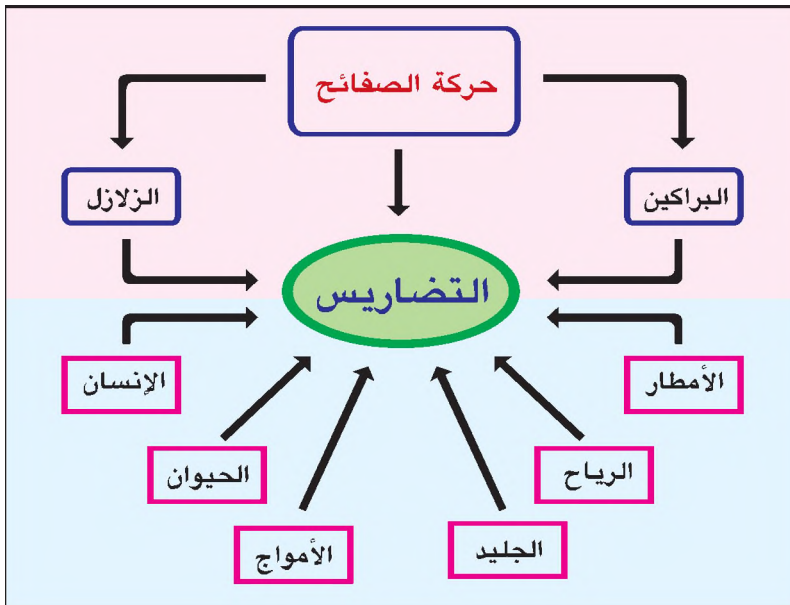 حركة الصفائح
البراكين
الزلازل
التضاريس
الأمطار
الإنسان
الرياح
الحيوان
الجليد
الأمواج